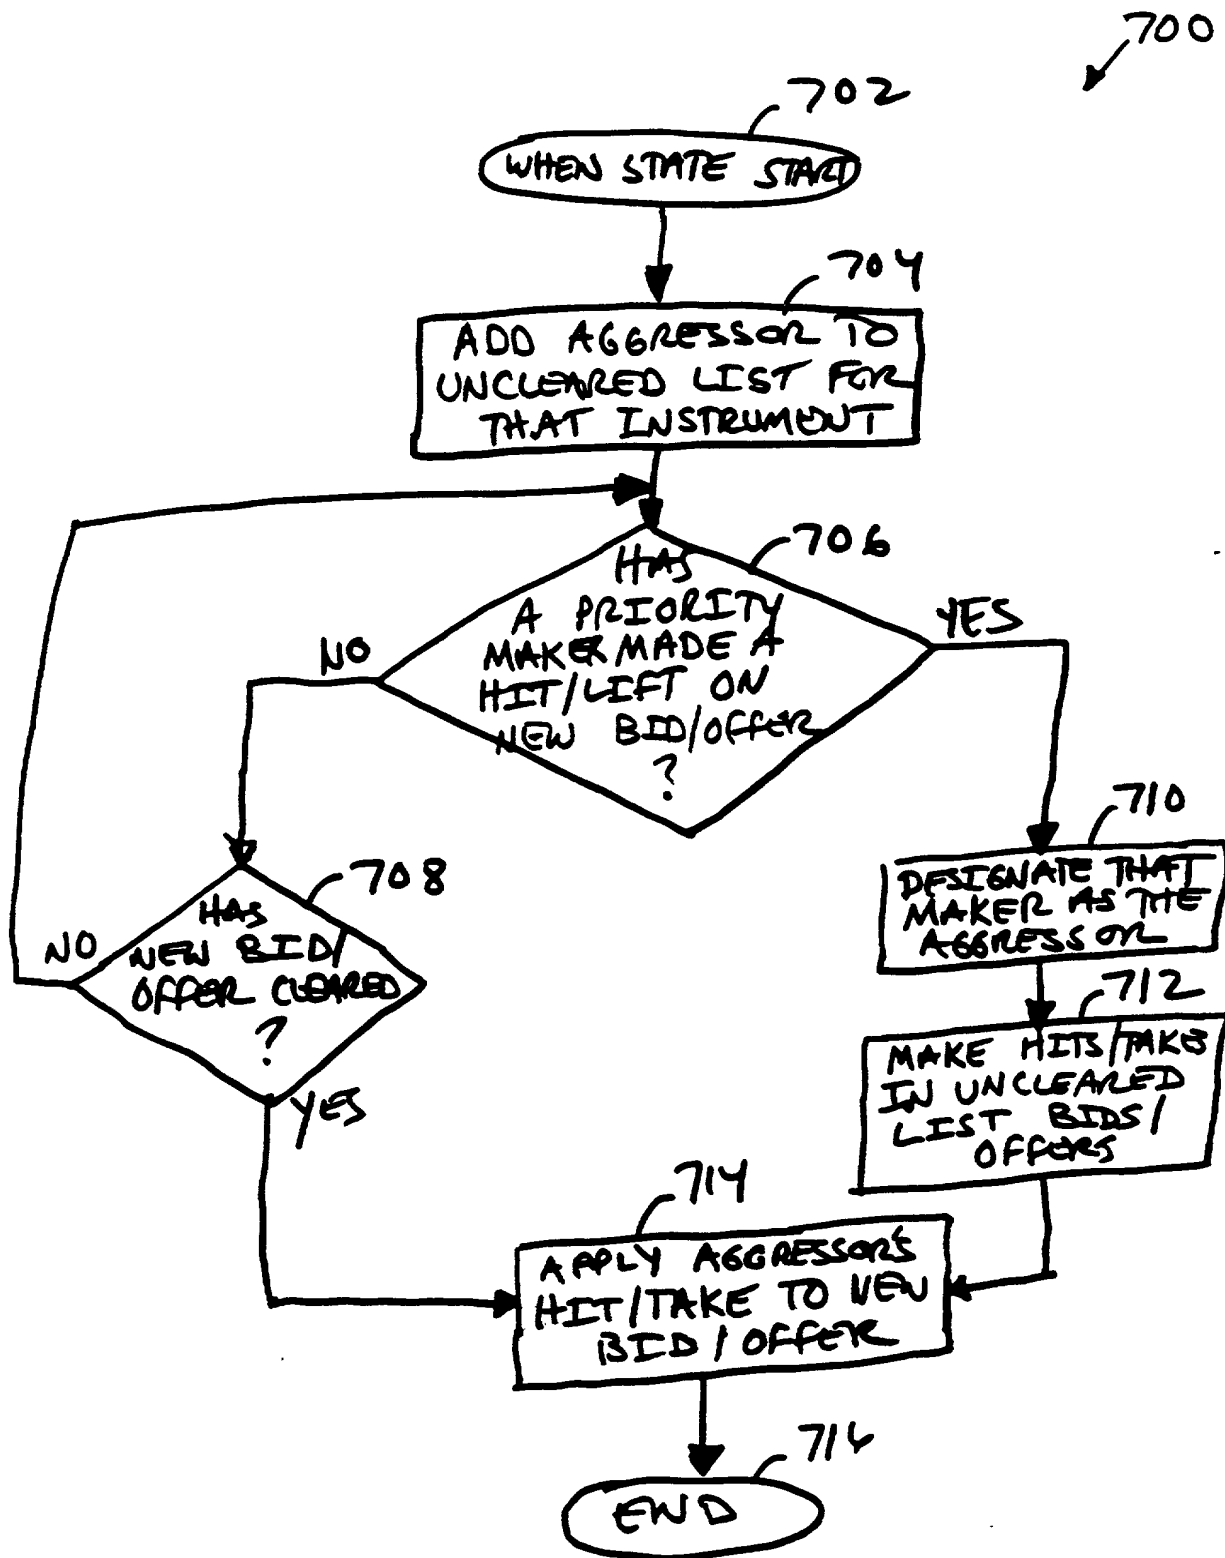 700
702
WHEN STATE START
704
ADD AGGRESSOR TO
UNCLEARED LIST FOR
THAT INSTRUMENT
706
HAS
A PRIORITY
MAKER MADE A
HIT/LIFT ON
NEW BID/OFFER
?
NO
YES
708
HAS
NEW BID/
OFFER CLEARED
?
NO
YES
710
DESIGNATE THAT
MAKER AS THE
AGGRESSOR
712
MAKE HITS/TAKES
IN UNCLEARED
LIST BIDS/
OFFERS
714
APPLY AGGRESSOR'S
HIT/TAKE TO NEW
BID/OFFER
716
END